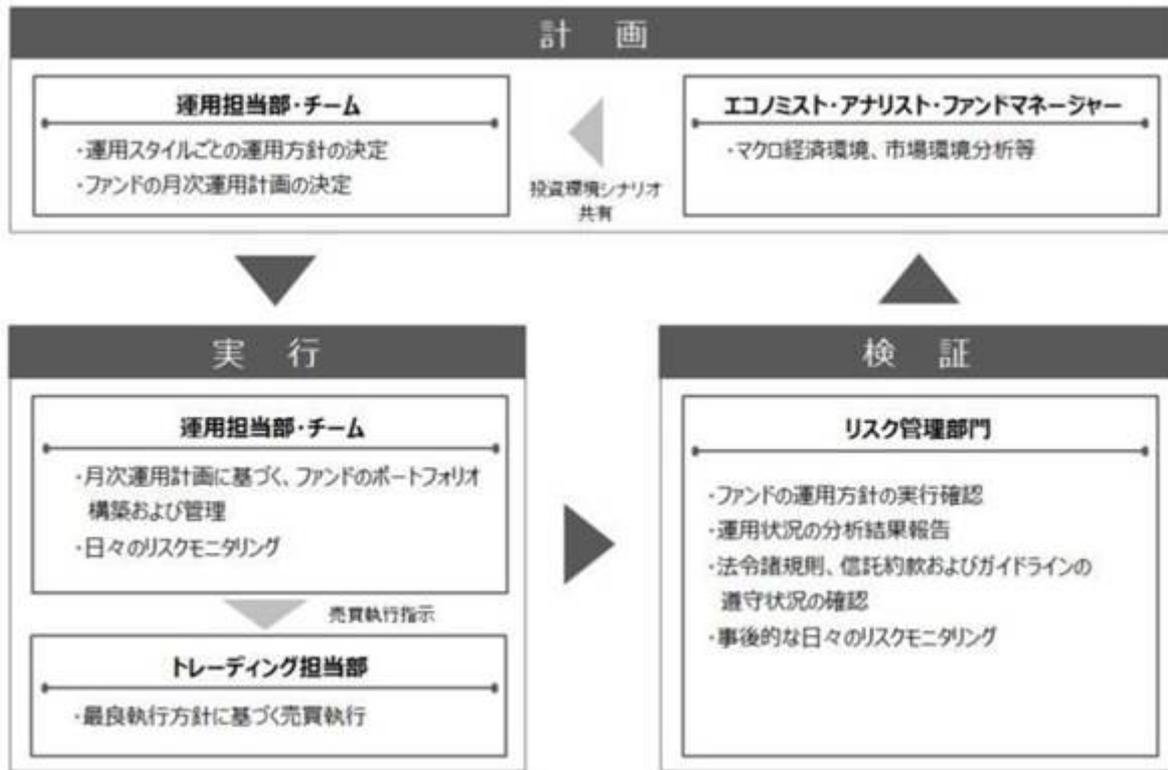 計 画
運用担当部・チーム
・運用スタイルごとの運用方針の決定
・ファンドの月次運用計画の決定
投資環境シナリオ
共有
エコノミスト・アナリスト・ファンドマネージャー
・マクロ経済環境、市場環境分析等
実 行
運用担当部・チーム
・月次運用計画に基づく、ファンドのポートフォリオ
構築および管理
・日々のリスクモニタリング
売買執行指示
トレーディング担当部
・最良執行方針に基づく売買執行
検 証
リスク管理部門
・ファンドの運用方針の実行確認
・運用状況の分析結果報告
・法令諸規則、信託約款およびガイドラインの
遵守状況の確認
・事後的な日々のリスクモニタリング